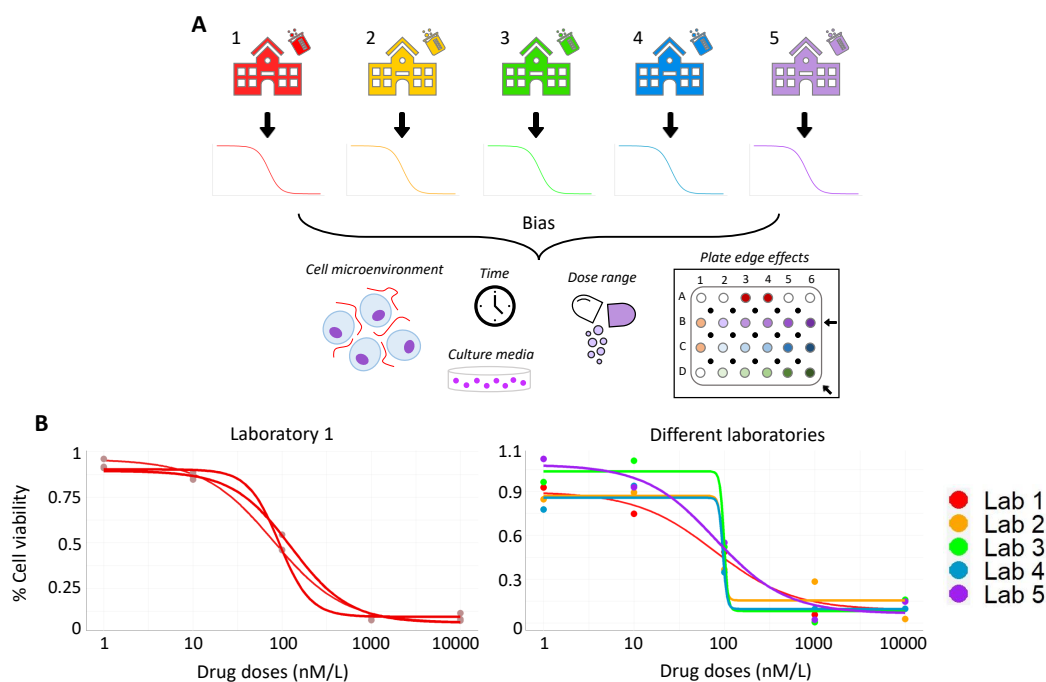 A
1 2 3 4 5
Bias
Cell microenvironment
Time
Dose range
Plate edge effects
1 2 3 4 5 6
A
B
C
D
Culture media
B
Laboratory 1
Different laboratories
% Cell viability
1
0.75
0.5
0.25
0
1 10 100 1000 10000
Drug doses (nM/L)
1.1
0.9
0.6
0.3
0
1 10 100 1000 10000
Drug doses (nM/L)
Lab 1
Lab 2
Lab 3
Lab 4
Lab 5